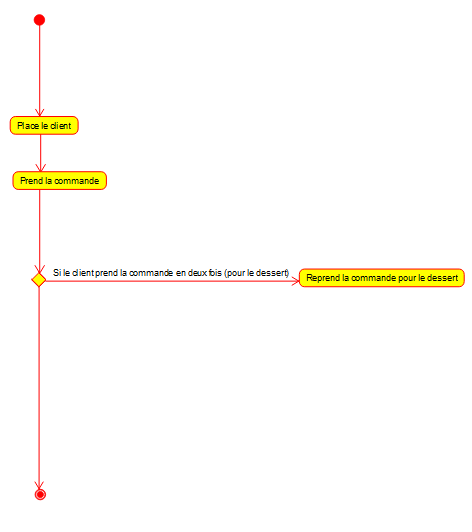 Place le client
Prend la commande
Si le client prend la commande en deux fois (pour le dessert)
Reprend la commande pour le dessert